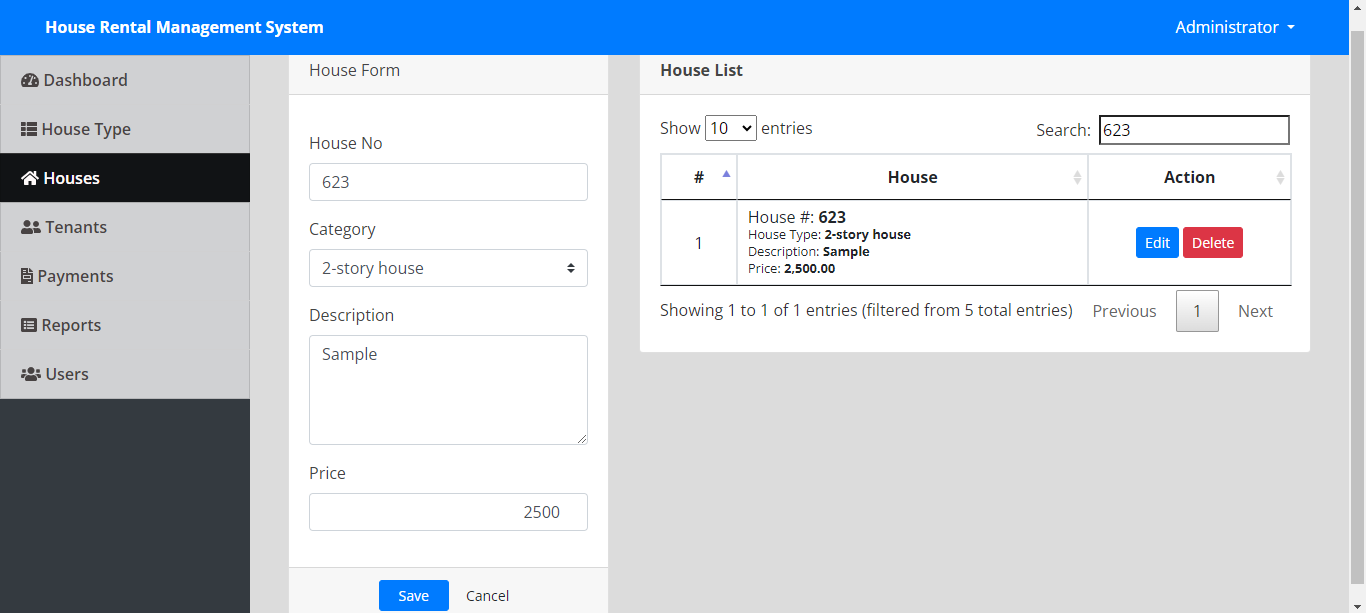 House Rental Management System
Administrator
Dashboard
House Type
Houses
Tenants
Payments
Reports
Users
House Form
House No
623
Category
2-story house
Description
Sample
Price
2500
Save Cancel
House List
Show 10 entries
Search: 623
# House Action
1
House #: 623
House Type: 2-story house
Description: Sample
Price: 2,500.00
Edit Delete
Showing 1 to 1 of 1 entries (filtered from 5 total entries)
Previous 1 Next